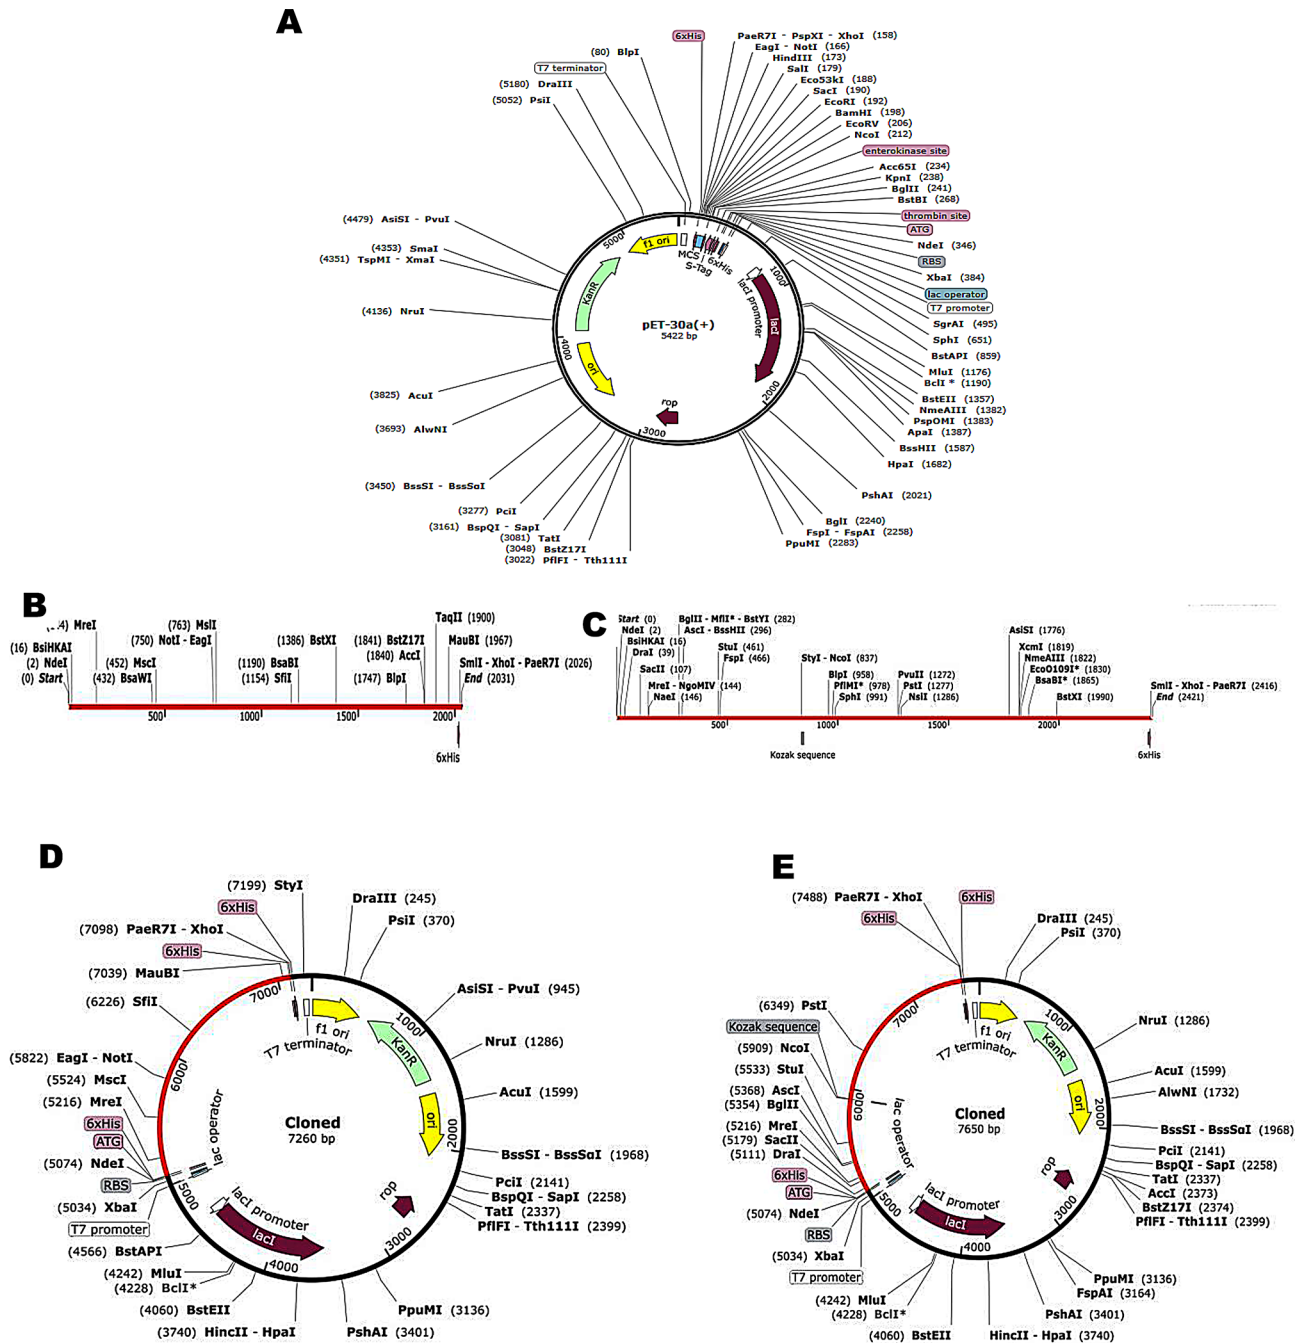 A
6xHis
PaeR7I - PspXI - XhoI (158)
EagI - NotI (166)
HindIII (173)
SalI (179)
Eco53kI (188)
SacI (190)
EcoRI (192)
BamHI (198)
EcoRV (206)
NcoI (212)
enterokinase site
Acc65I (234)
KpnI (238)
BglII (241)
BstBI (268)
thrombin site
ATG
NdeI (346)
RBS
XbaI (384)
lac operator
T7 promoter
SgrAI (495)
SphI (651)
BstAPI (859)
MluI (1176)
BclI * (1190)
BstEII (1357)
NmeAIII (1382)
PspOMI (1383)
ApaI (1387)
BssHII (1587)
HpaI (1682)
PshAI (2021)
BglI (2240)
FspI - FspAI (2258)
PpuMI (2283)
(80) BlpI
T7 terminator
(5180) DraIII
(5052) PsiI
(4479) AsiSI - PvuI
(4353) SmaI
(4351) TspMI - XmaI
(4136) NruI
(3825) AcuI
(3693) AlwNI
(3450) BssSI - BssSαI
(3277) PciI
(3161) BspQI - SapI
(3081) TatI
(3048) BstZ17I
(3022) PflFI - Tth111I
f1 ori
MCS
S-Tag
6xHis
lacI promoter
lacI
KanR
ori
rop
pET-30a(+)
5422 bp
1000
2000
3000
4000
5000
B
MreI
(16) BsiHKAI
(2) NdeI
(0) Start
(763) MslI
(750) NotI - EagI
(452) MscI
(432) BsaWI
(1386) BstXI
(1190) BsaBI
(1154) SfiI
(1841) BstZ17I
(1840) AccI
(1747) BlpI
TaqII (1900)
MauBI (1967)
SmlI - XhoI - PaeR7I (2026)
End (2031)
500
1000
1500
2000
6xHis
C
Start (0)
NdeI (2)
BsiHKAI (16)
DraI (39)
SacII (107)
MreI - NgoMIV (144)
NaeI (146)
BglII - MflI* - BstYI (282)
AscI - BssHII (296)
StuI (461)
FspI (466)
StyI - NcoI (837)
BlpI (958)
PflMI* (978)
SphI (991)
PvuII (1272)
PstI (1277)
NsiI (1286)
AsiSI (1776)
XcmI (1819)
NmeAIII (1822)
EcoO109I* (1830)
BsaBI* (1865)
BstXI (1990)
SmlI - XhoI - PaeR7I (2416)
End (2421)
500
1000
1500
2000
Kozak sequence
6xHis
D
(7199) StyI
6xHis
(7098) PaeR7I - XhoI
6xHis
(7039) MauBI
(6226) SfiI
(5822) EagI - NotI
(5524) MscI
(5216) MreI
6xHis
ATG
(5074) NdeI
RBS
(5034) XbaI
T7 promoter
(4566) BstAPI
(4242) MluI
(4228) BclI*
(4060) BstEII
(3740) HincII - HpaI
PshAI (3401)
PpuMI (3136)
DraIII (245)
PsiI (370)
AsiSI - PvuI (945)
NruI (1286)
AcuI (1599)
BssSI - BssSαI (1968)
PciI (2141)
BspQI - SapI (2258)
TatI (2337)
PflFI - Tth111I (2399)
f1 ori
T7 terminator
KanR
ori
rop
lac operator
lacI promoter
lacI
Cloned
7260 bp
1000
2000
3000
4000
5000
6000
7000
E
(7488) PaeR7I - XhoI
6xHis
6xHis
(6349) PstI
Kozak sequence
(5909) NcoI
(5533) StuI
(5368) AscI
(5354) BglII
(5216) MreI
(5179) SacII
(5111) DraI
6xHis
ATG
(5074) NdeI
RBS
(5034) XbaI
T7 promoter
(4242) MluI
(4228) BclI*
(4060) BstEII
HincII - HpaI (3740)
PshAI (3401)
FspAI (3164)
PpuMI (3136)
DraIII (245)
PsiI (370)
NruI (1286)
AcuI (1599)
AlwNI (1732)
BssSI - BssSαI (1968)
PciI (2141)
BspQI - SapI (2258)
TatI (2337)
AccI (2373)
BstZ17I (2374)
PflFI - Tth111I (2399)
f1 ori
T7 terminator
KanR
ori
rop
lac operator
lacI promoter
lacI
Cloned
7650 bp
1000
2000
3000
4000
5000
6000
7000